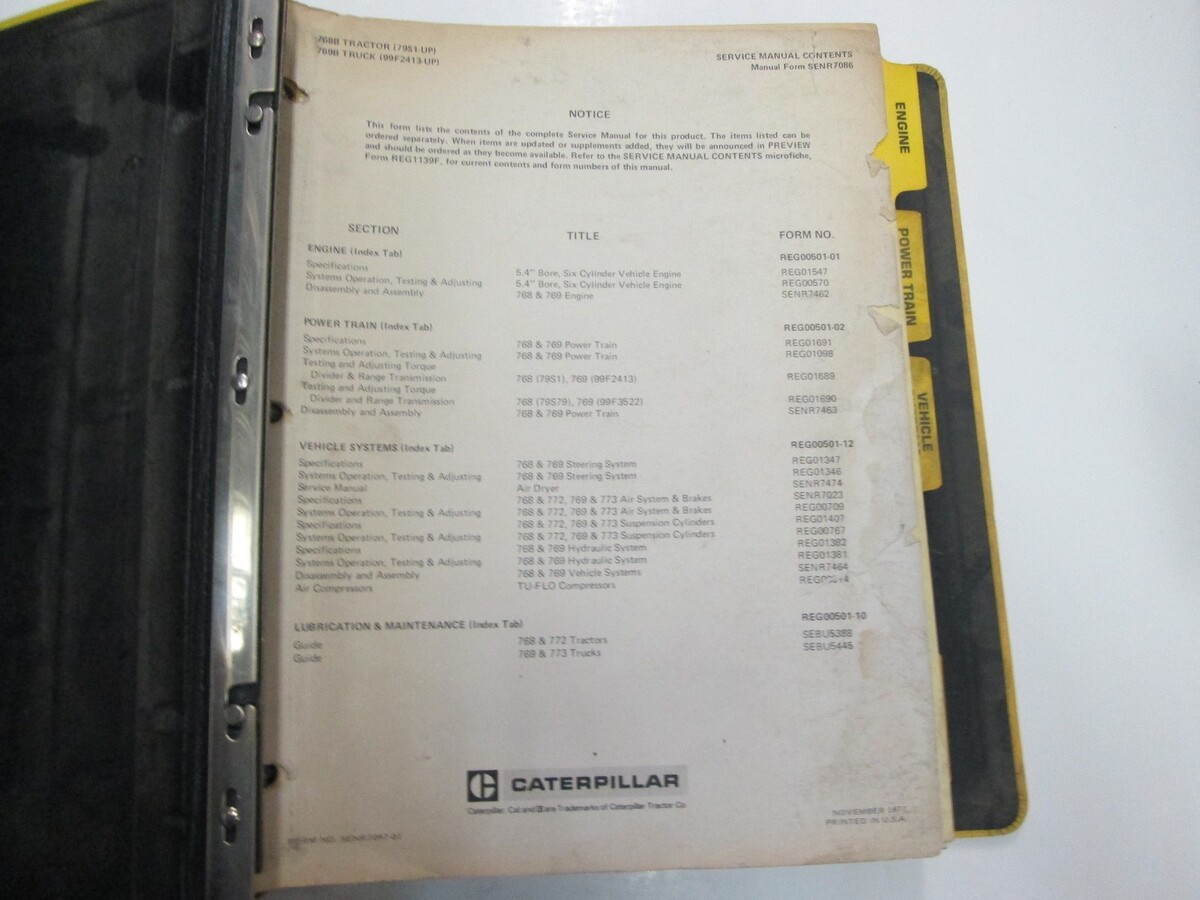 768B TRACTOR (79S1-UP)
769B TRUCK (99F2413-UP)
SERVICE MANUAL CONTENTS
Manual Form SENR7086
NOTICE
This form lists the contents of the complete Service Manual for this product. The items listed can be
ordered separately. When items are updated or supplements added, they will be announced in PREVIEW
and should be ordered as they become available. Refer to the SERVICE MANUAL CONTENTS microfiche,
Form REG1139F, for current contents and form numbers of this manual.
SECTION TITLE FORM NO.
ENGINE (Index Tab) REG00501-01
Specifications 5.4" Bore, Six Cylinder Vehicle Engine REG01547
Systems Operation, Testing & Adjusting 5.4" Bore, Six Cylinder Vehicle Engine REG00570
Disassembly and Assembly 768 & 769 Engine SENR7462
POWER TRAIN (Index Tab) REG00501-02
Specifications 768 & 769 Power Train REG01691
Systems Operation, Testing & Adjusting 768 & 769 Power Train REG01098
Testing and Adjusting Torque
Divider & Range Transmission 768 (79S1), 769 (99F2413) REG01689
Testing and Adjusting Torque
Divider and Range Transmission 768 (79S79), 769 (99F3522) REG01690
Disassembly and Assembly 768 & 769 Power Train SENR7463
VEHICLE SYSTEMS (Index Tab) REG00501-12
Specifications 768 & 769 Steering System REG01347
Systems Operation, Testing & Adjusting 768 & 769 Steering System REG01346
Service Manual Air Dryer SENR7474
Specifications 768 & 772, 769 & 773 Air System & Brakes SENR7023
Systems Operation, Testing & Adjusting 768 & 772, 769 & 773 Air System & Brakes REG00709
Specifications 768 & 772, 769 & 773 Suspension Cylinders REG01407
Systems Operation, Testing & Adjusting 768 & 772, 769 & 773 Suspension Cylinders REG00767
Specifications 768 & 769 Hydraulic System REG01382
Systems Operation, Testing & Adjusting 768 & 769 Hydraulic System REG01381
Disassembly and Assembly 768 & 769 Vehicle Systems SENR7464
Air Compressors TU-FLO Compressors
LUBRICATION & MAINTENANCE (Index Tab) REG00501-10
Guide 768 & 772 Tractors SEBU5388
Guide 769 & 773 Trucks SEBU5445
CATERPILLAR
Caterpillar, Cat and are Trademarks of Caterpillar Tractor Co.
FORM NO. SENR7087-02
NOVEMBER
PRINTED IN U.S.A.
ENGINE
POWER TRAIN
VEHICLE